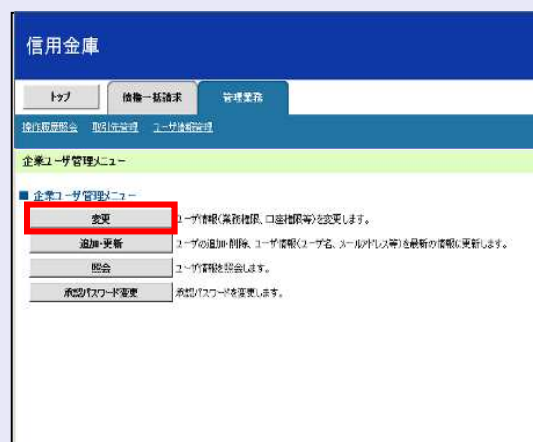 信用金庫
トップ 債権一括請求 管理業務
操作履歴照会 取引先管理 ユーザ情報管理
企業ユーザ管理メニュー
■ 企業ユーザ管理メニュー
変更 ユーザ情報(業務権限、口座権限等)を変更します。
追加・更新 ユーザの追加・削除、ユーザ情報(ユーザ名、メールアドレス等)を最新の情報に更新します。
照会 ユーザ情報を照会します。
承認パスワード変更 承認パスワードを変更します。